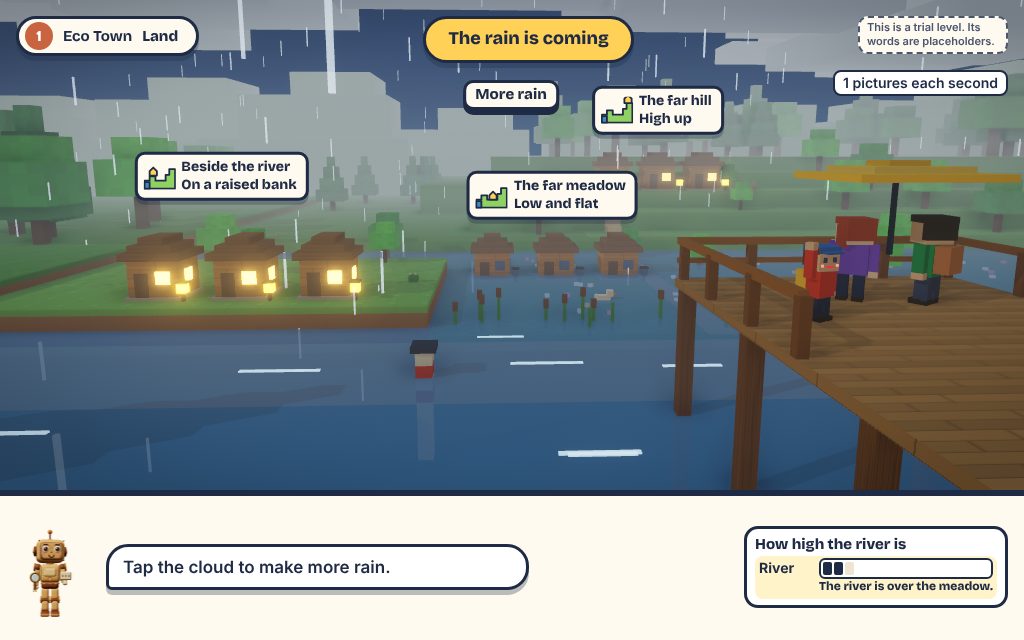 1 Eco Town Land
The rain is coming
This is a trial level. Its
words are placeholders.
1 pictures each second
More rain
The far hill
High up
Beside the river
On a raised bank
The far meadow
Low and flat
Tap the cloud to make more rain.
How high the river is
River
The river is over the meadow.